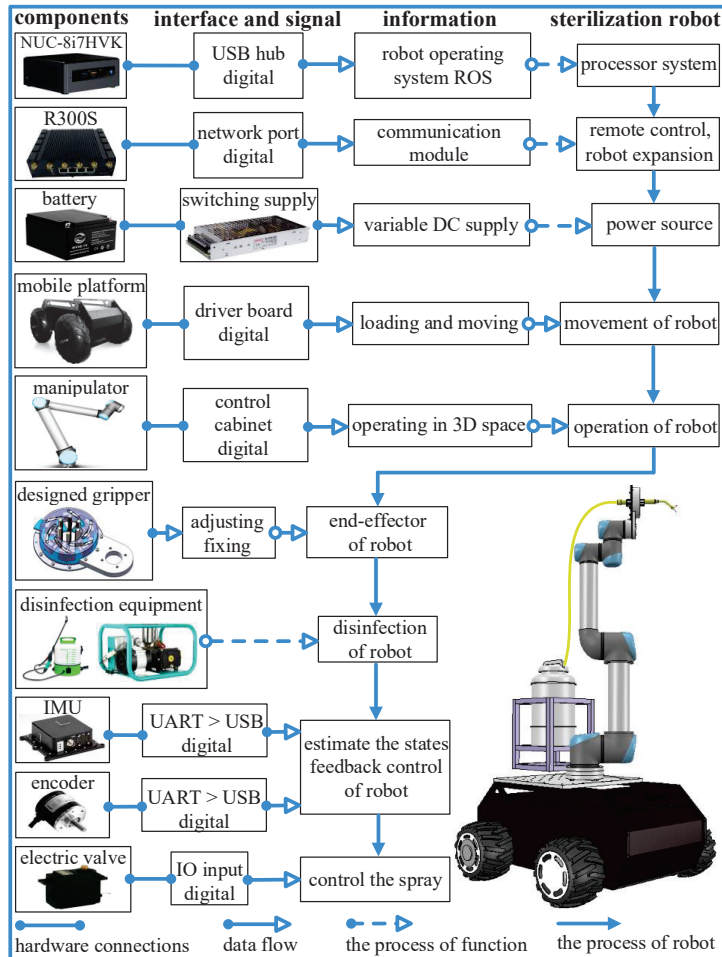 components interface and signal information sterilization robot
NUC-8i7HVK
USB hub
digital
robot operating
system ROS
processor system
R300S
network port
digital
communication
module
remote control,
robot expansion
battery
switching supply
variable DC supply
power source
mobile platform
driver board
digital
loading and moving
movement of robot
manipulator
control
cabinet
digital
operating in 3D space
operation of robot
designed gripper
adjusting
fixing
end-effector
of robot
disinfection equipment
disinfection
of robot
IMU
UART > USB
digital
estimate the states
feedback control
of robot
encoder
UART > USB
digital
electric valve
IO input
digital
control the spray
hardware connections
data flow
the process of function
the process of robot